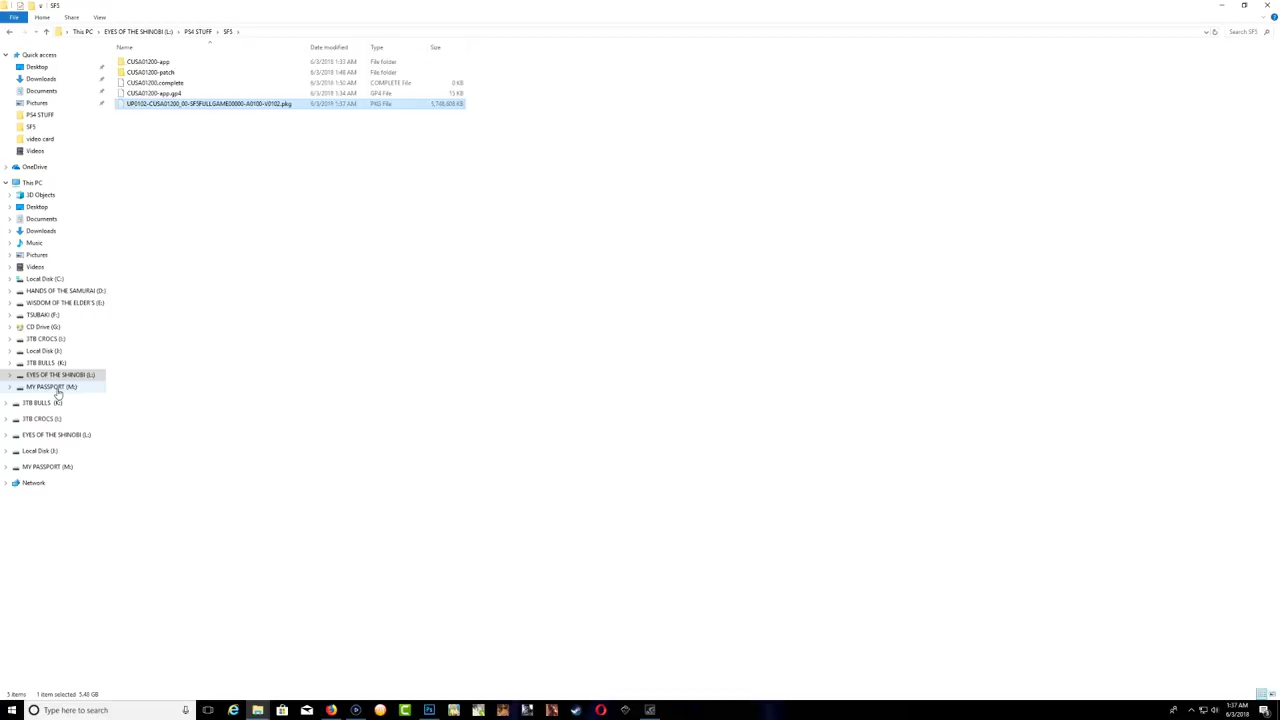 SF5
File Home Share View
This PC EYES OF THE SHINOBI (L:) PS4 STUFF SF5 Search SF5
Name Date modified Type Size
Quick access
Desktop
Downloads
Documents
Pictures
PS4 STUFF
SF5
video card
Videos
OneDrive
This PC
3D Objects
Desktop
Documents
Downloads
Music
Pictures
Videos
Local Disk (C:)
HANDS OF THE SAMURAI (D:)
WISDOM OF THE ELDER'S (E:)
TSUBAKI (F:)
CD Drive (G:)
3TB CROCS (I:)
Local Disk (J:)
3TB BULLS (K:)
EYES OF THE SHINOBI (L:)
MY PASSPORT (M:)
3TB BULLS (K:)
3TB CROCS (I:)
EYES OF THE SHINOBI (L:)
Local Disk (J:)
MY PASSPORT (M:)
Network
CUSA01200-app 6/3/2018 1:33 AM File folder
CUSA01200-patch 6/3/2018 1:48 AM File folder
CUSA01200.complete 6/3/2018 1:50 AM COMPLETE File 0 KB
CUSA01200-app.gp4 6/3/2018 1:34 AM GP4 File 15 KB
UP0102-CUSA01200_00-SF5FULLGAME00000-A0100-V0102.pkg 6/3/2018 1:37 AM PKG File
5 items 1 item selected 5.48 GB
Type here to search
1:37 AM
6/3/2018